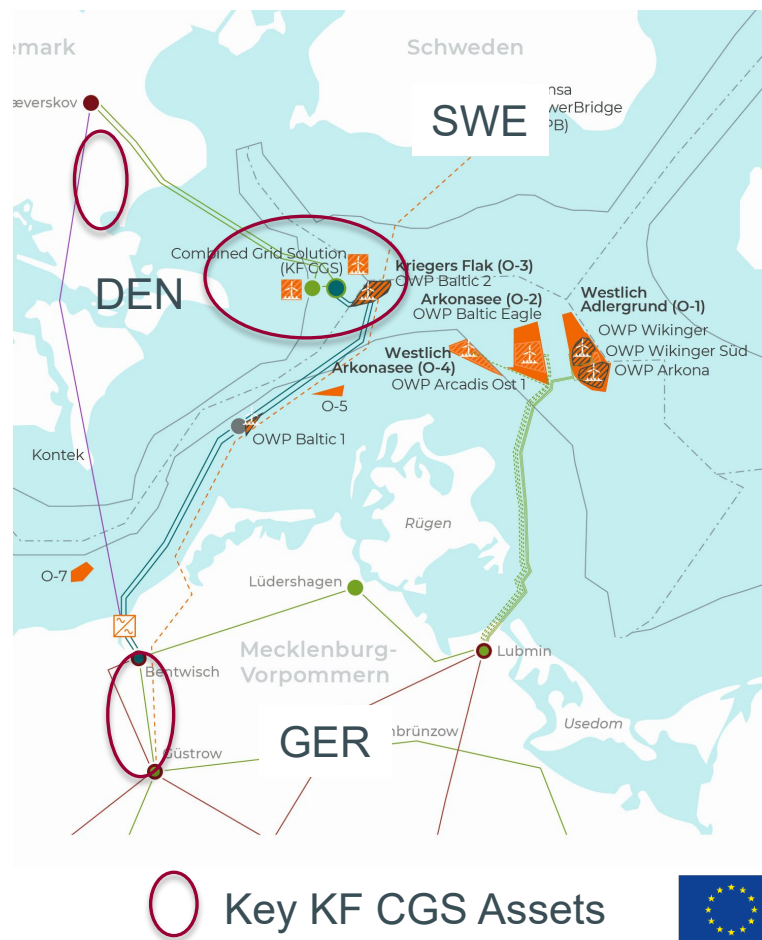 emark
Schweden
æverskov
nsa
werBridge
PB)
SWE
Combined Grid Solution
(KF CGS)
DEN
Kriegers Flak (O-3)
OWP Baltic 2
Arkonasee (O-2)
OWP Baltic Eagle
Westlich
Adlergrund (O-1)
OWP Wikinger
OWP Wikinger Süd
OWP Arkona
Westlich
Arkonasee (O-4)
OWP Arcadis Ost 1
O-5
OWP Baltic 1
Kontek
Rügen
O-7
Lüdershagen
Mecklenburg-
Vorpommern
Lubmin
Bentwisch
Usedom
GER
nbrünzow
Güstrow
Key KF CGS Assets